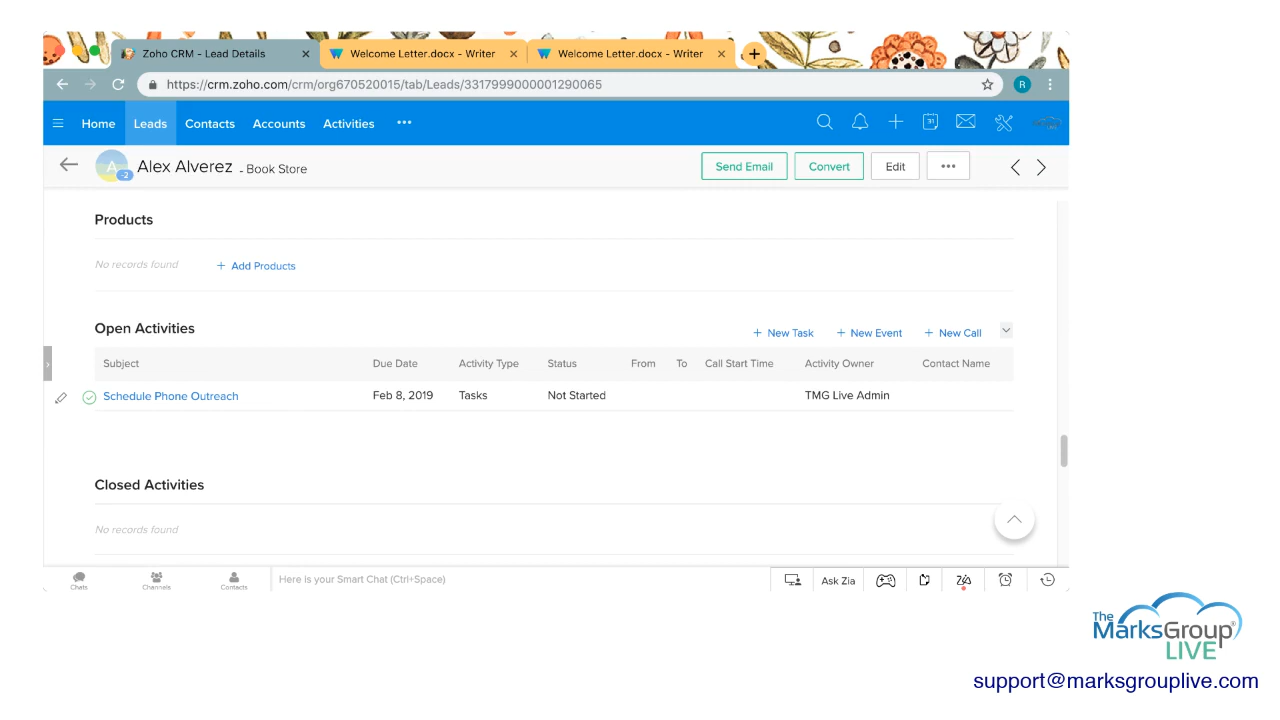 Zoho CRM - Lead Details
Welcome Letter.docx - Writer
Welcome Letter.docx - Writer
https://crm.zoho.com/crm/org670520015/tab/Leads/3317999000001290065
R
Home Leads Contacts Accounts Activities
31
A
-2
Alex Alverez - Book Store
Send Email Convert Edit
Products
No records found + Add Products
Open Activities
+ New Task + New Event + New Call
Subject Due Date Activity Type Status From To Call Start Time Activity Owner Contact Name
Schedule Phone Outreach Feb 8, 2019 Tasks Not Started TMG Live Admin
Closed Activities
No records found
Chats Channels Contacts Here is your Smart Chat (Ctrl+Space) Ask Zia
The
MarksGroup®
LIVE
support@marksgrouplive.com